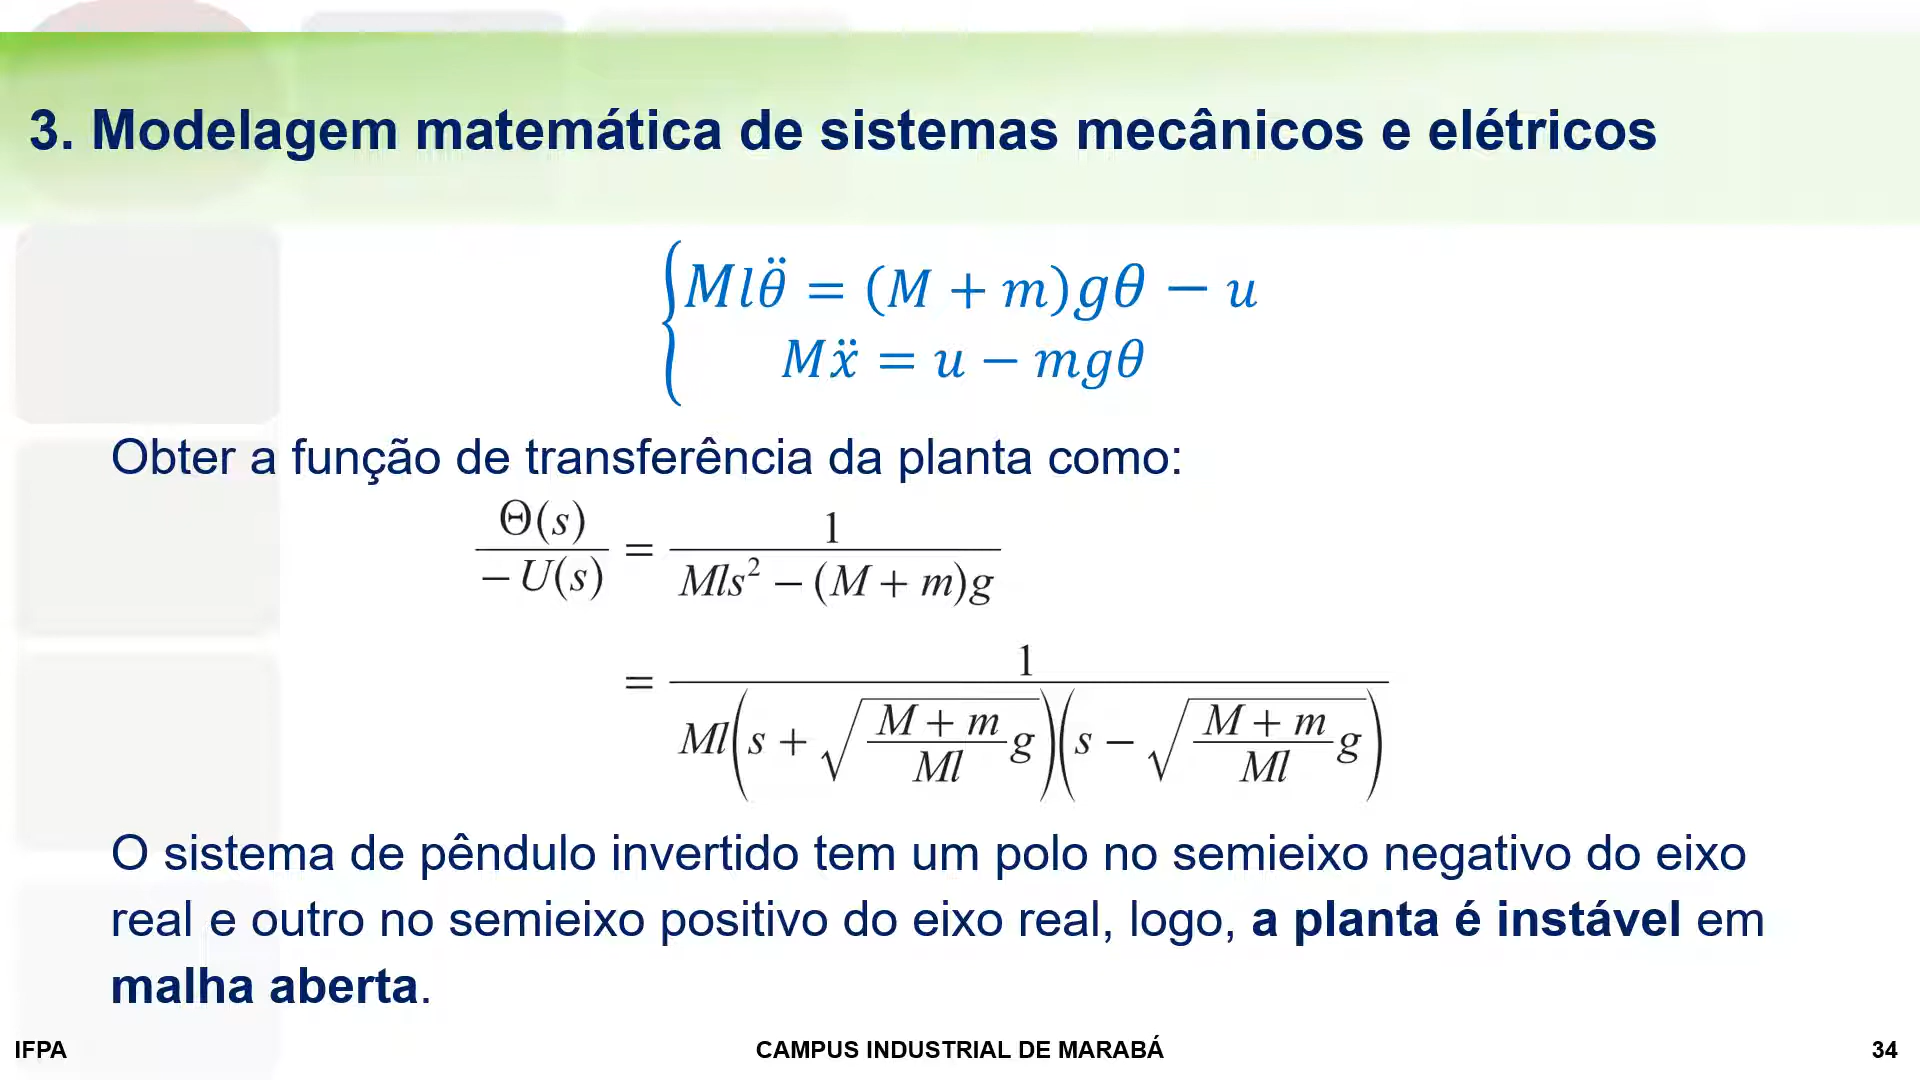 3. Modelagem matemática de sistemas mecânicos e elétricos
Mlθ̈ = (M + m)gθ − u
Mẍ = u − mgθ
Obter a função de transferência da planta como:
Θ(s) / −U(s) = 1 / (Mls² − (M + m)g)
= 1 / (Ml(s + √((M + m)/(Ml) g))(s − √((M + m)/(Ml) g)))
O sistema de pêndulo invertido tem um polo no semieixo negativo do eixo
real e outro no semieixo positivo do eixo real, logo, a planta é instável em
malha aberta.
IFPA
CAMPUS INDUSTRIAL DE MARABÁ
34